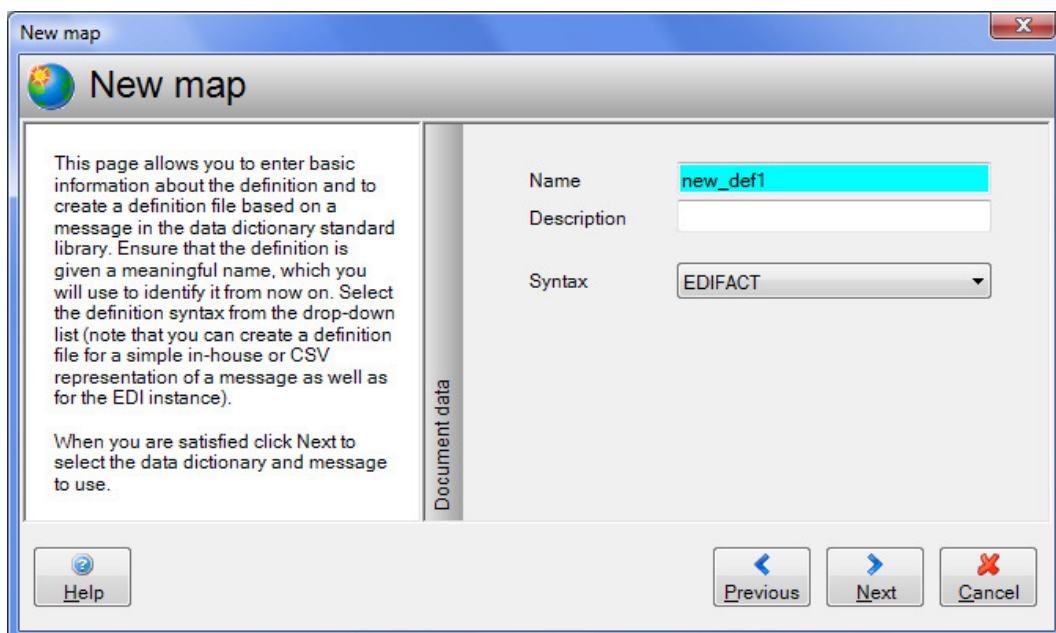 New map
New map
This page allows you to enter basic
information about the definition and to
create a definition file based on a
message in the data dictionary standard
library. Ensure that the definition is
given a meaningful name, which you
will use to identify it from now on. Select
the definition syntax from the drop-down
list (note that you can create a definition
file for a simple in-house or CSV
representation of a message as well as
for the EDI instance).
When you are satisfied click Next to
select the data dictionary and message
to use.
Document data
Name new_def1
Description
Syntax EDIFACT
Help Previous Next Cancel